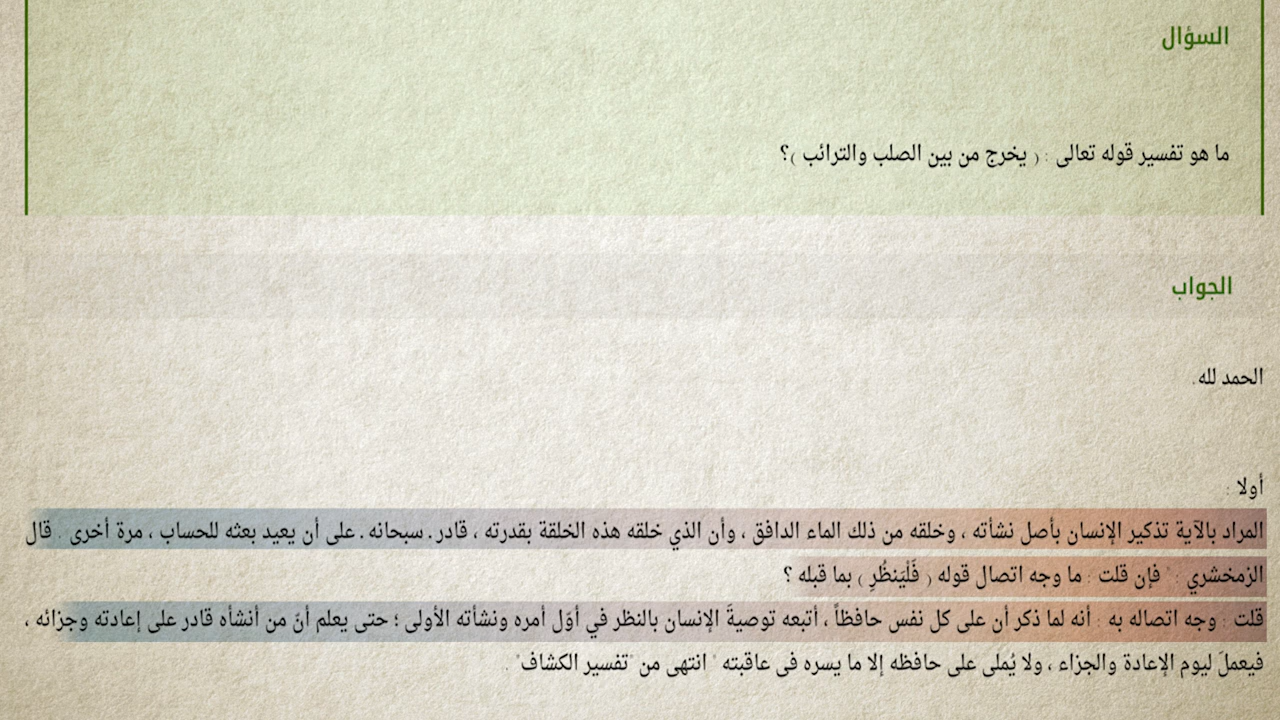 السؤال
ما هو تفسير قوله تعالى : ( يخرج من بين الصلب والترائب )؟
الجواب
الحمد لله.
أولا :
المراد بالآية تذكير الإنسان بأصل نشأته ، وخلقه من ذلك الماء الدافق ، وأن الذي خلقه هذه الخلقة بقدرته ، قادر ـ سبحانه ـ على أن يعيد بعثه للحساب ، مرة أخرى . قال
الزمخشري : " فإن قلت : ما وجه اتصال قوله ( فَلْيَنظُرِ ) بما قبله ؟
قلت : وجه اتصاله به : أنه لما ذكر أن على كل نفس حافظاً ، أتبعه توصيةَ الإنسان بالنظر في أوّل أمره ونشأته الأولى ؛ حتى يعلم أنّ من أنشأه قادر على إعادته وجزائه ،
فيعملَ ليوم الإعادة والجزاء ، ولا يُملى على حافظه إلا ما يسره فى عاقبته " انتهى من "تفسير الكشاف" .